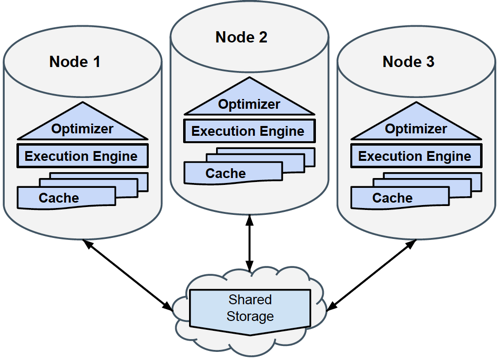 Node 1
Optimizer
Execution Engine
Cache
Node 2
Optimizer
Execution Engine
Cache
Node 3
Optimizer
Execution Engine
Cache
Shared
Storage